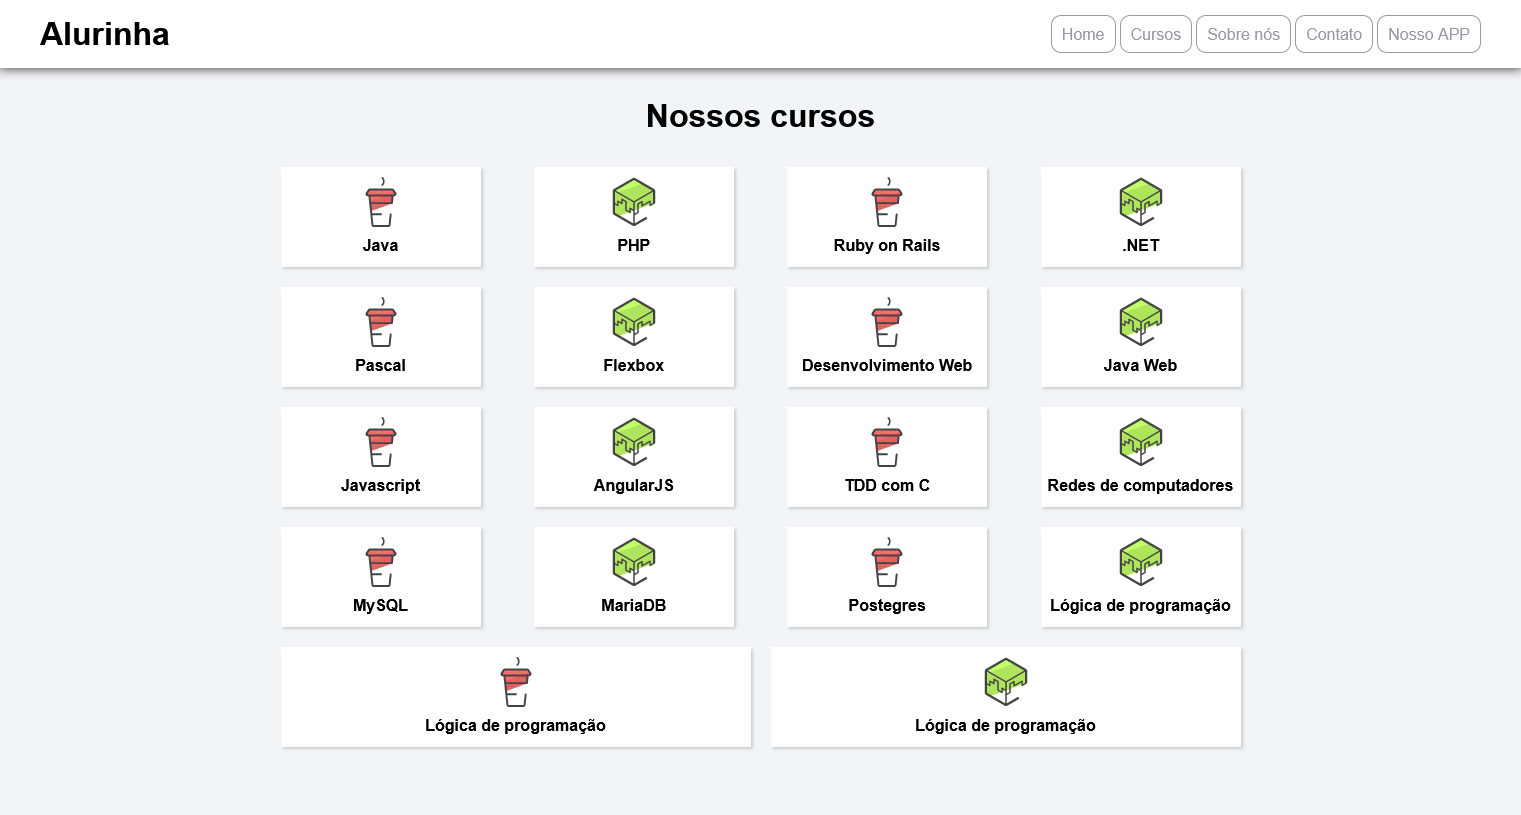 Alurinha
Home Cursos Sobre nós Contato Nosso APP
Nossos cursos
Java PHP Ruby on Rails .NET
Pascal Flexbox Desenvolvimento Web Java Web
Javascript AngularJS TDD com C Redes de computadores
MySQL MariaDB Postegres Lógica de programação
Lógica de programação Lógica de programação